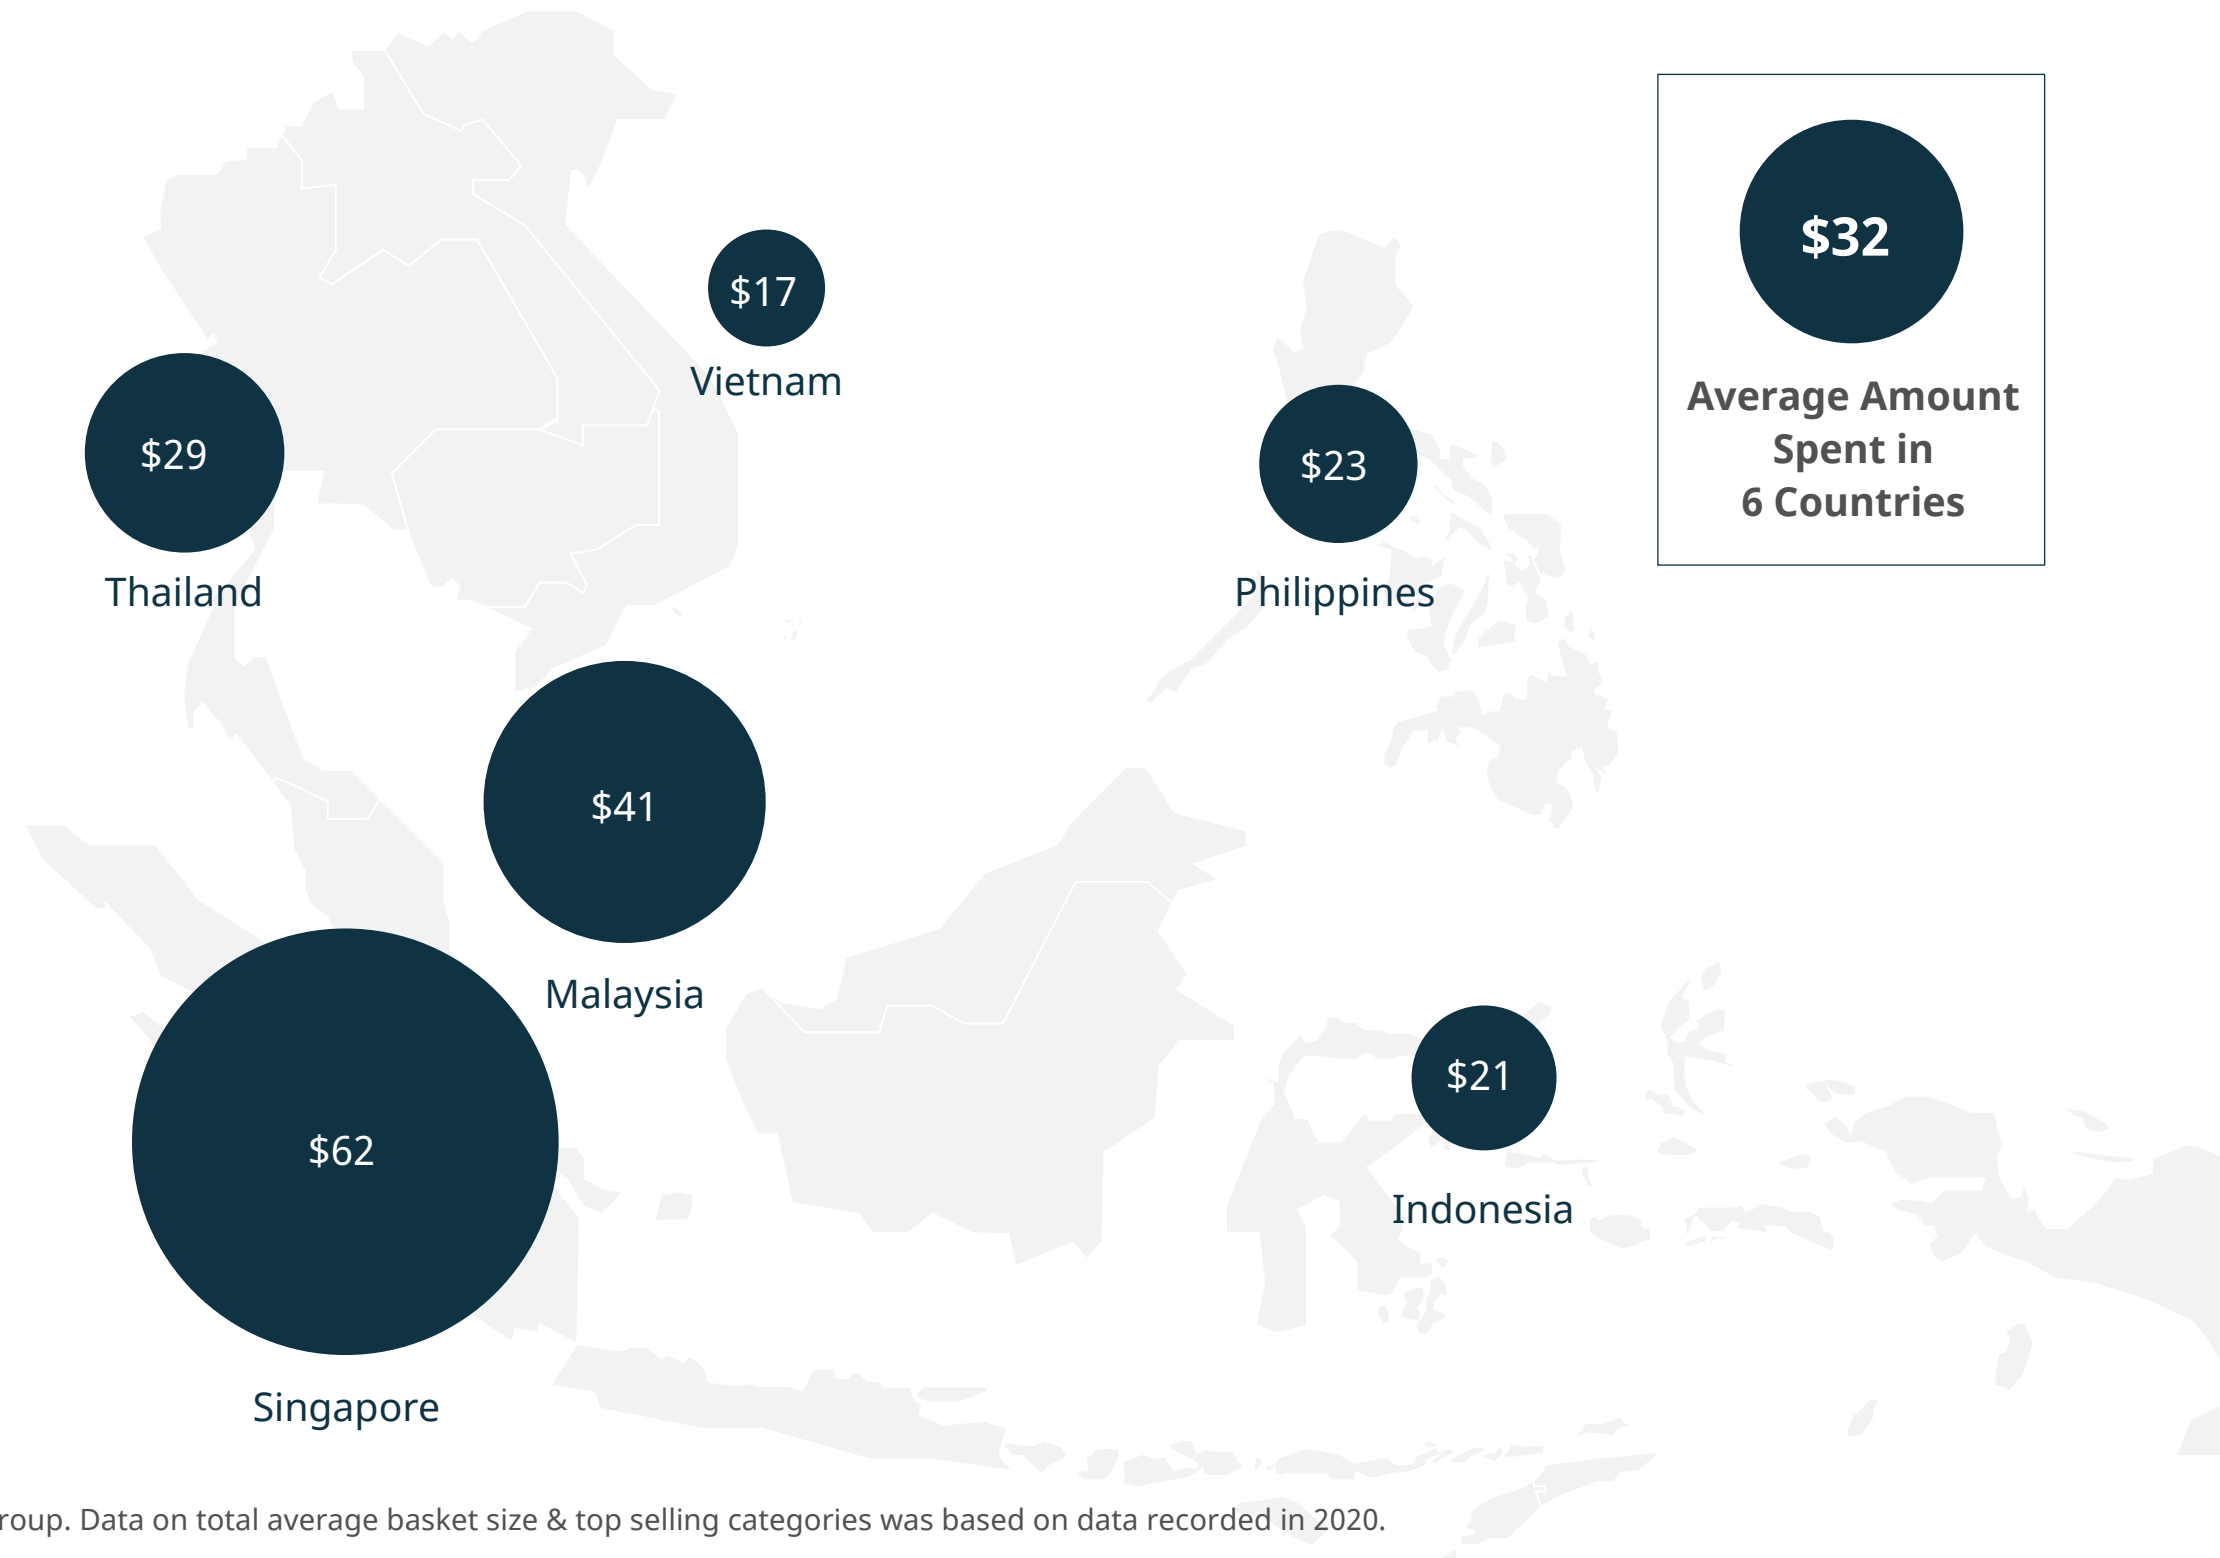 $32
Average Amount
Spent in
6 Countries
$17
Vietnam
$29
Thailand
$23
Philippines
$41
Malaysia
$21
Indonesia
$62
Singapore
Data on total average basket size & top selling categories was based on data recorded in 2020.